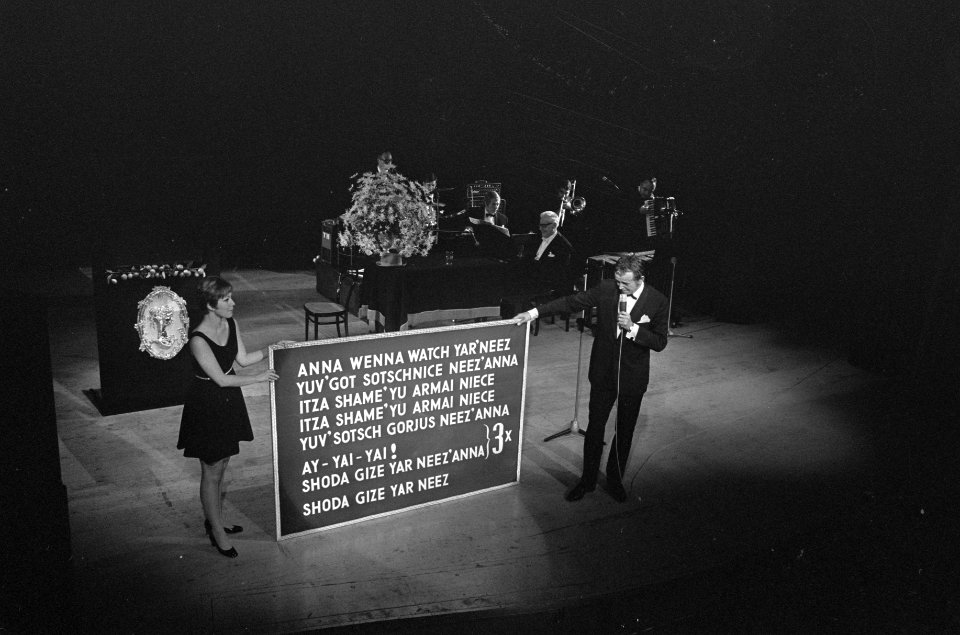 ANNA WENNA WATCH YAR'NEEZ
YUV'GOT SOTSCHNICE NEEZ'ANNA
ITZA SHAME'YU ARMAI NIECE
ITZA SHAME'YU ARMAI NIECE
YUV'SOTSCH GORJUS NEEZ'ANNA
AY-YAI-YAI!
SHODA GIZE YAR NEEZ'ANNA } 3x
SHODA GIZE YAR NEEZ